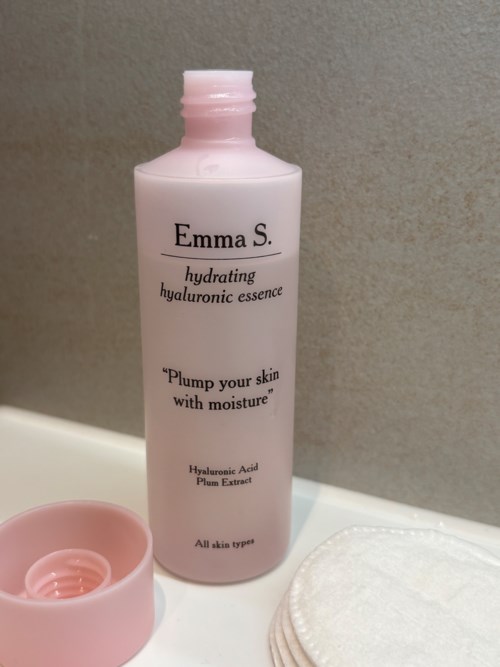 Emma S.
hydrating
hyaluronic essence
“Plump your skin
with moisture”
Hyaluronic Acid
Plum Extract
All skin types